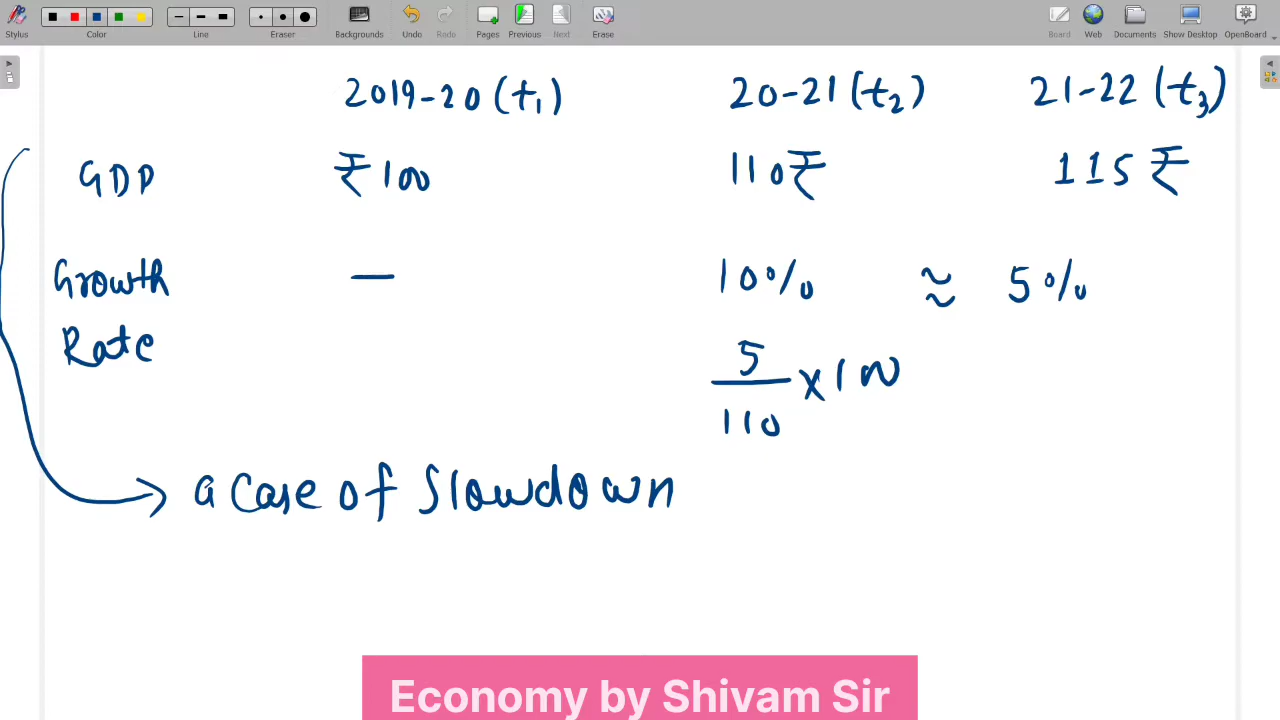 Stylus Color Line Eraser Backgrounds Undo Redo Pages Previous Next Erase Board Web Documents Show Desktop OpenBoard
2019-20 (t₁) 20-21 (t₂) 21-22 (t₃)
GDP ₹100 110₹ 115 ₹
Growth — 10% ≈ 5%
Rate
5
110
×100
a case of slowdown
Economy by Shivam Sir